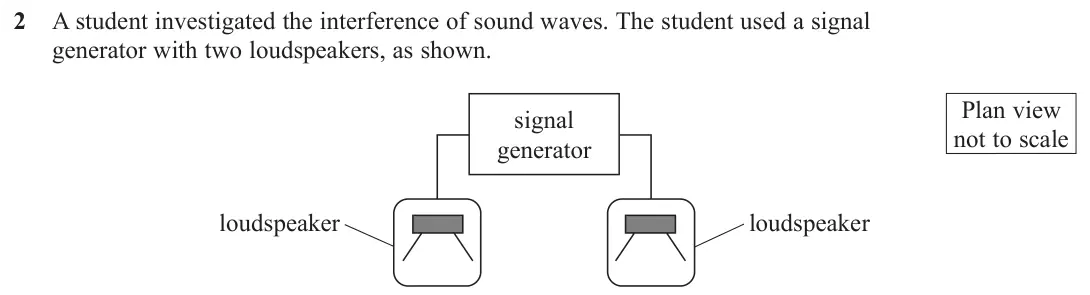 2 A student investigated the interference of sound waves. The student used a signal
generator with two loudspeakers, as shown.
signal
generator
Plan view
not to scale
loudspeaker
loudspeaker